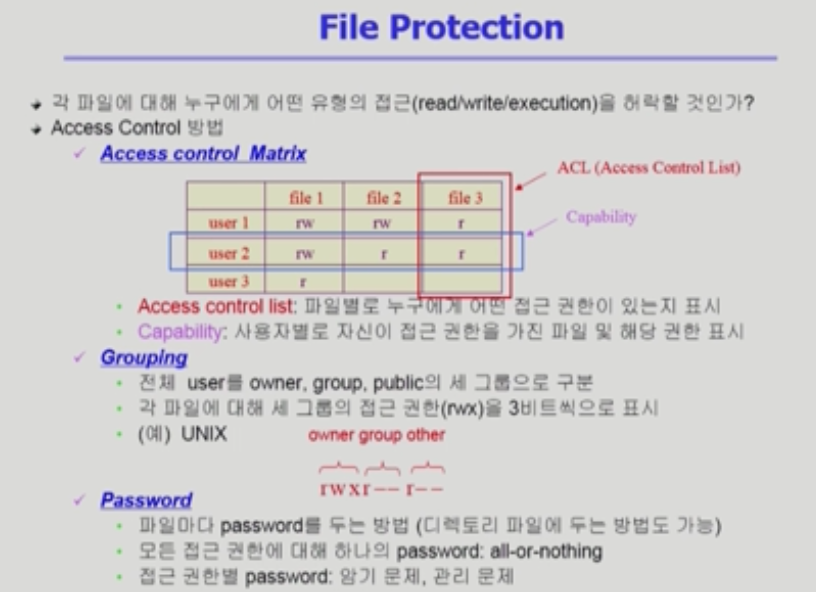 File Protection
각 파일에 대해 누구에게 어떤 유형의 접근(read/write/execution)을 허락할 것인가?
Access Control 방법
Access control Matrix
ACL (Access Control List)
file 1 file 2 file 3
Capability
user 1 rw rw r
user 2 rw r r
user 3 r
Access control list: 파일별로 누구에게 어떤 접근 권한이 있는지 표시
Capability: 사용자별로 자신이 접근 권한을 가진 파일 및 해당 권한 표시
Grouping
전체 user를 owner, group, public의 세 그룹으로 구분
각 파일에 대해 세 그룹의 접근 권한(rwx)을 3비트씩으로 표시
(예) UNIX owner group other
rwxr-- r--
Password
파일마다 password를 두는 방법 (디렉토리 파일에 두는 방법도 가능)
모든 접근 권한에 대해 하나의 password: all-or-nothing
접근 권한별 password: 암기 문제, 관리 문제